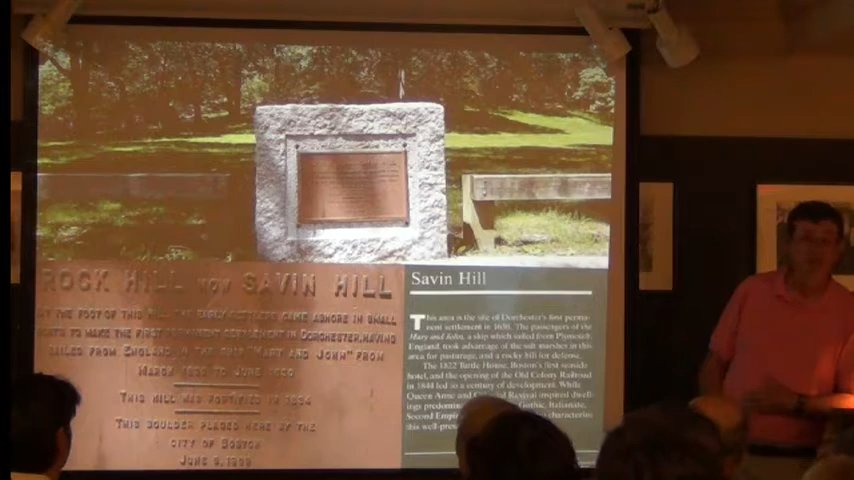 ROCK HILL NOW SAVIN HILL
AT THE FOOT OF THIS HILL THE EARLY SETTLERS CAME ASHORE IN SMALL
BOATS TO MAKE THE FIRST PERMANENT SETTLEMENT IN DORCHESTER, HAVING
SAILED FROM ENGLAND IN THE SHIP "MARY AND JOHN" FROM
MARCH 1630 TO JUNE 1630
THIS HILL WAS FORTIFIED IN 1634
THIS BOULDER PLACED HERE BY THE
CITY OF BOSTON
JUNE
Savin Hill
This area is the site of Dorchester's first perma-
nent settlement in 1630. The passengers of the
Mary and John, a ship which sailed from Plymouth,
England, took advantage of the salt marshes in this
area for pasturage, and a rocky hill for defense.
The 1822 Tuttle House, Boston's first seaside
hotel, and the opening of the Old Colony Railroad
in 1844 led to a century of development. While
Queen Anne and Colonial Revival inspired dwell-
ings predominate, Gothic, Italianate,
Second Empire characterize
this well-